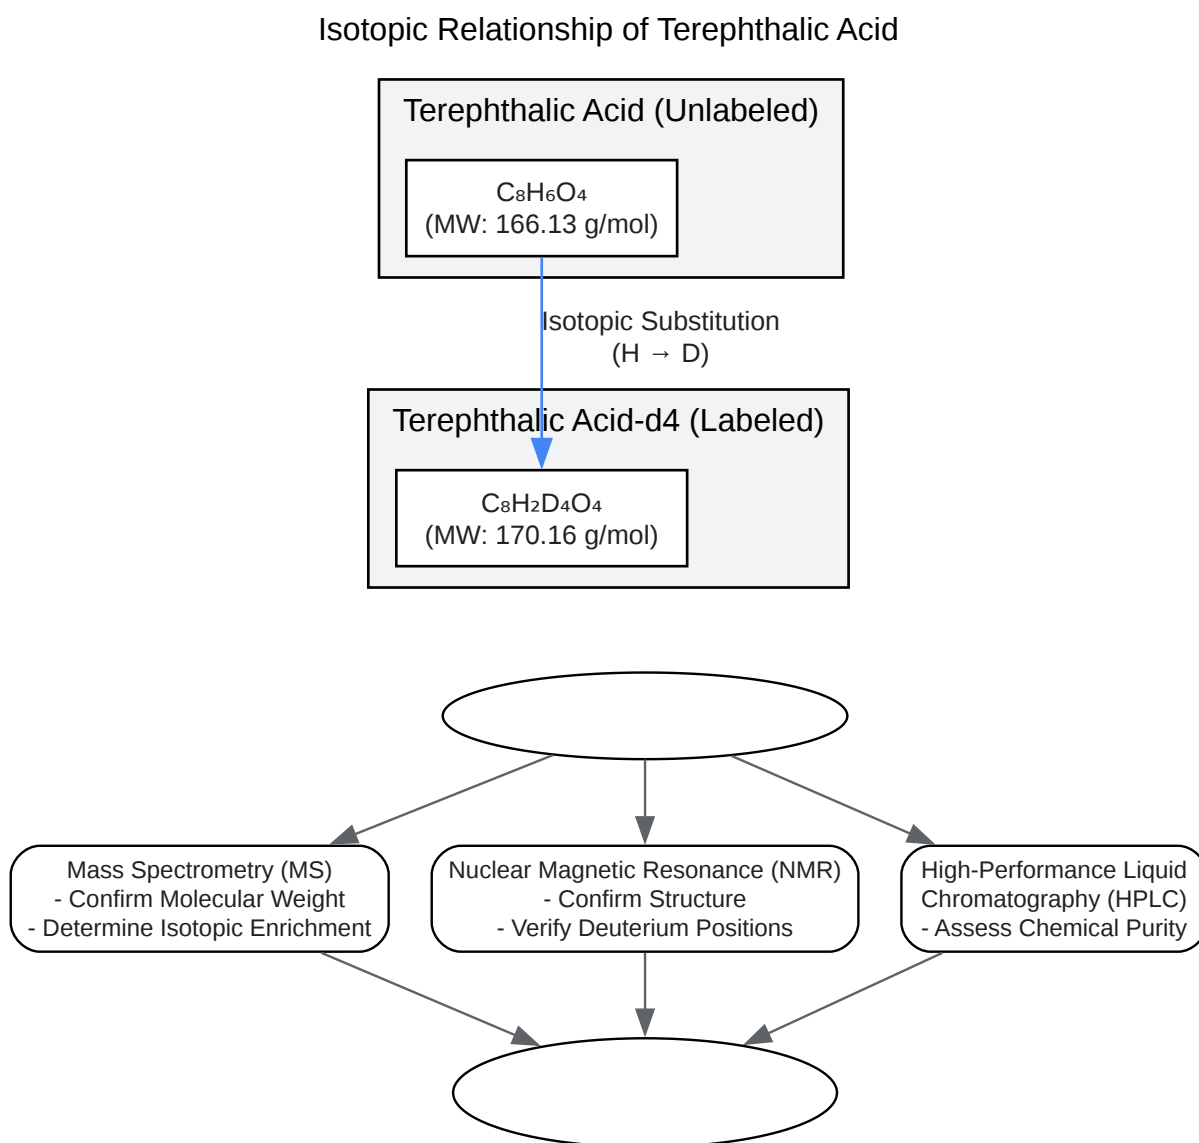 Isotopic Relationship of Terephthalic Acid
Terephthalic Acid (Unlabeled)
C₈H₆O₄
(MW: 166.13 g/mol)
Isotopic Substitution
(H → D)
Terephthalic Acid-d4 (Labeled)
C₈H₂D₄O₄
(MW: 170.16 g/mol)
Mass Spectrometry (MS)
- Confirm Molecular Weight
- Determine Isotopic Enrichment
Nuclear Magnetic Resonance (NMR)
- Confirm Structure
- Verify Deuterium Positions
High-Performance Liquid
Chromatography (HPLC)
- Assess Chemical Purity